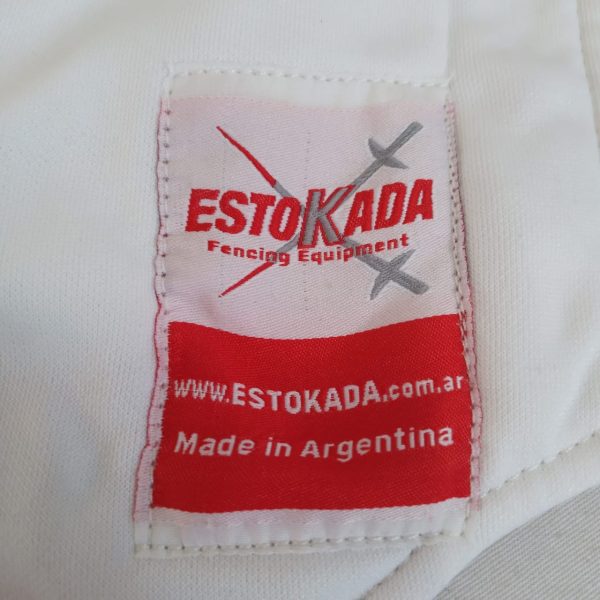 ESTOKADA
Fencing Equipment
www.ESTOKADA.com.ar
Made in Argentina